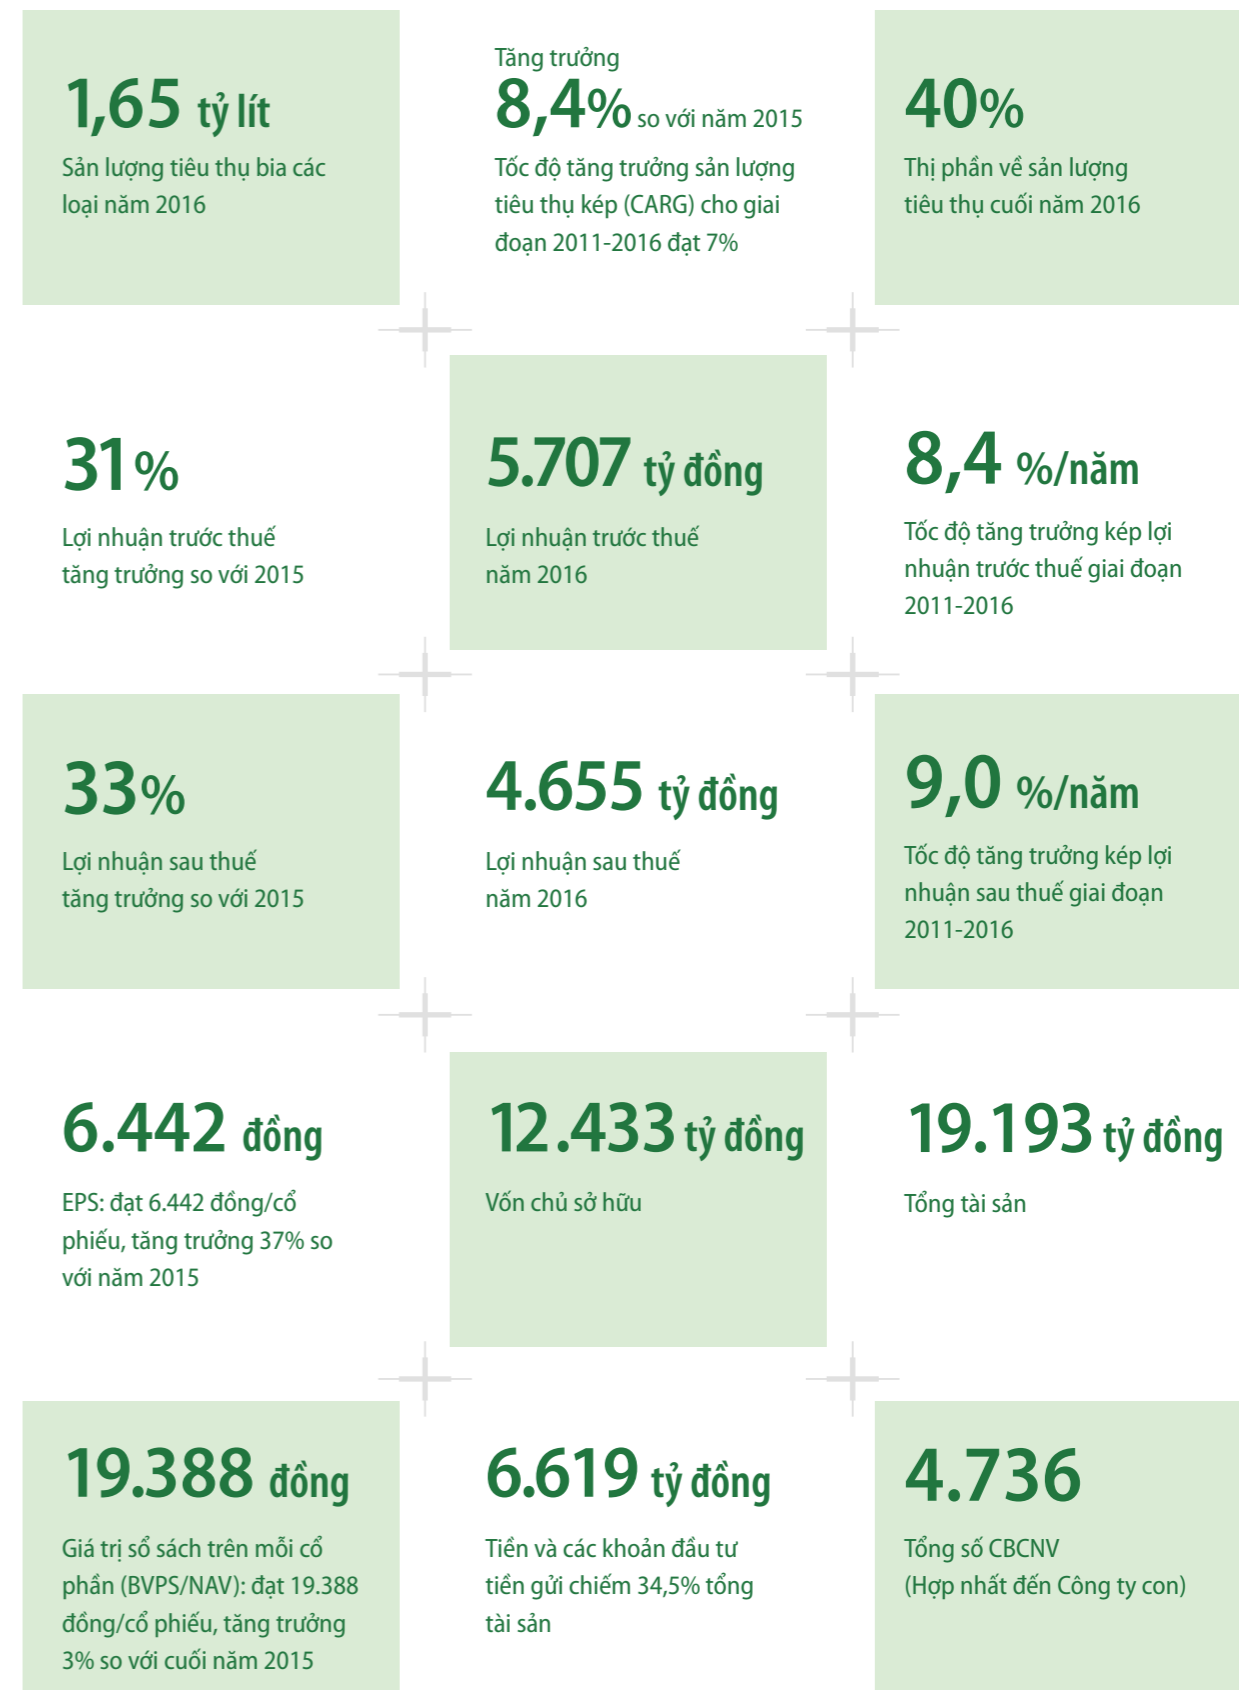 1,65 tỷ lít
Sản lượng tiêu thụ bia các
loại năm 2016
Tăng trưởng
8,4% so với năm 2015
Tốc độ tăng trưởng sản lượng
tiêu thụ kép (CARG) cho giai
đoạn 2011-2016 đạt 7%
40%
Thị phần về sản lượng
tiêu thụ cuối năm 2016
31%
Lợi nhuận trước thuế
tăng trưởng so với 2015
5.707 tỷ đồng
Lợi nhuận trước thuế
năm 2016
8,4 %/năm
Tốc độ tăng trưởng kép lợi
nhuận trước thuế giai đoạn
2011-2016
33%
Lợi nhuận sau thuế
tăng trưởng so với 2015
4.655 tỷ đồng
Lợi nhuận sau thuế
năm 2016
9,0 %/năm
Tốc độ tăng trưởng kép lợi
nhuận sau thuế giai đoạn
2011-2016
6.442 đồng
EPS: đạt 6.442 đồng/cổ
phiếu, tăng trưởng 37% so
với năm 2015
12.433 tỷ đồng
Vốn chủ sở hữu
19.193 tỷ đồng
Tổng tài sản
19.388 đồng
Giá trị sổ sách trên mỗi cổ
phần (BVPS/NAV): đạt 19.388
đồng/cổ phiếu, tăng trưởng
3% so với cuối năm 2015
6.619 tỷ đồng
Tiền và các khoản đầu tư
tiền gửi chiếm 34,5% tổng
tài sản
4.736
Tổng số CBCNV
(Hợp nhất đến Công ty con)